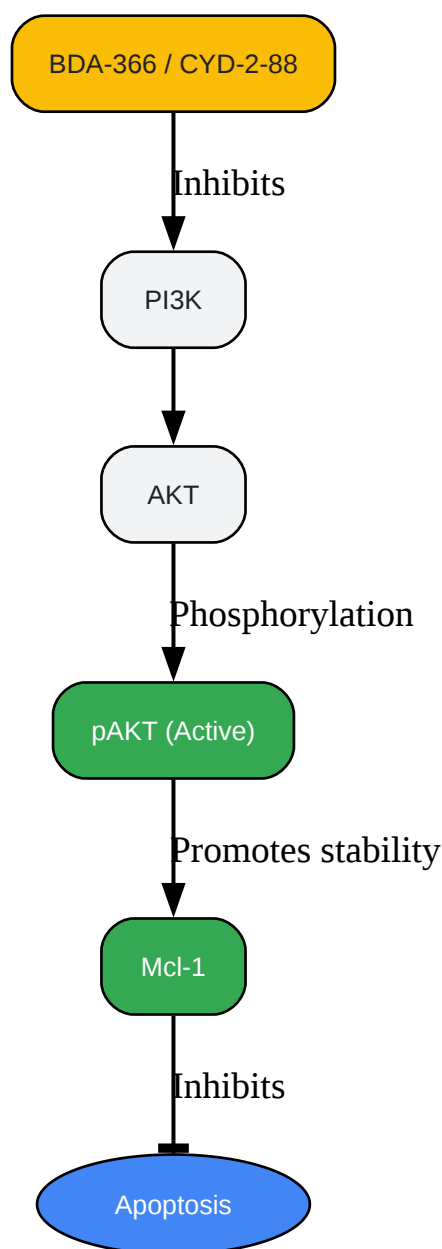 BDA-366 / CYD-2-88
Inhibits
PI3K
AKT
Phosphorylation
pAKT (Active)
Promotes stability
Mcl-1
Inhibits
Apoptosis